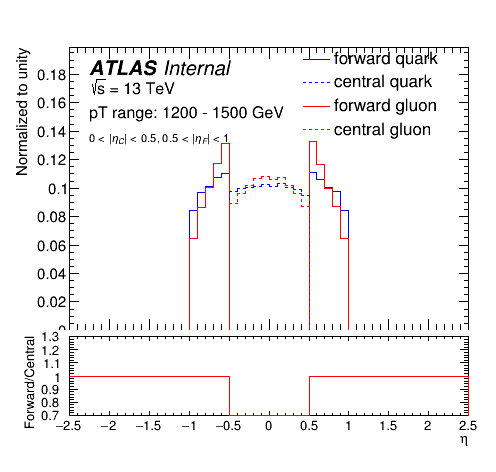 ATLAS Internal
√s = 13 TeV
pT range: 1200 - 1500 GeV
0 < |η_C| < 0.5, 0.5 < |η_F| < 1
forward quark
central quark
forward gluon
central gluon
Normalized to unity
0.18
0.16
0.14
0.12
0.1
0.08
0.06
0.04
0.02
0
Forward/Central
1.3
1.2
1.1
1
0.9
0.8
0.7
−2.5 −2 −1.5 −1 −0.5 0 0.5 1 1.5 2 2.5
η